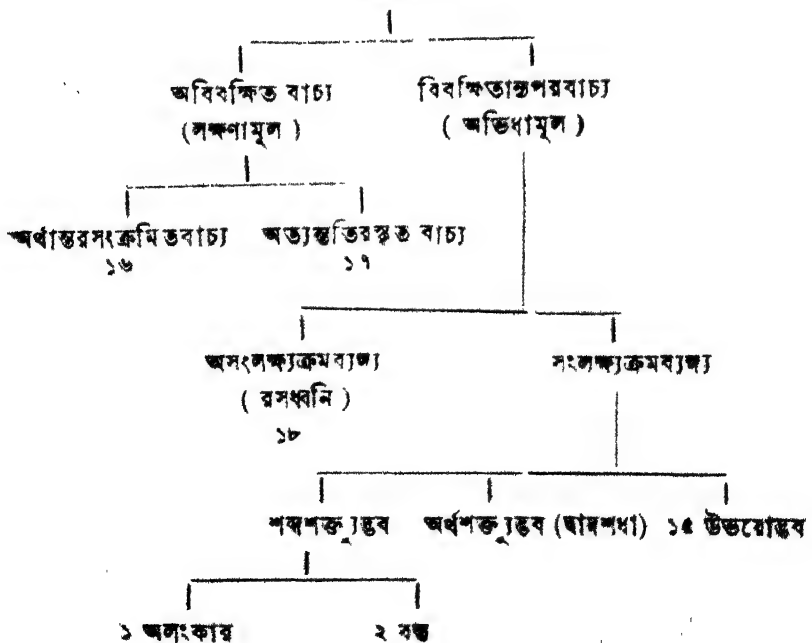 অবিবক্ষিত বাচ্য বিবক্ষিতান্যপরবাচ্য
(লক্ষণামূল) (অভিধামূল)
অর্থান্তরসংক্রমিতবাচ্য অত্যন্ততিরস্কৃত বাচ্য
১৬ ১৭
অসংলক্ষ্যক্রমব্যঙ্গ্য সংলক্ষ্যক্রমব্যঙ্গ্য
(রসধ্বনি)
১৮
শব্দশক্ত্যুদ্ভব অর্থশক্ত্যুদ্ভব (দ্বাদশধা) ১৫ উভয়োদ্ভব
১ অলংকার ২ বস্তু